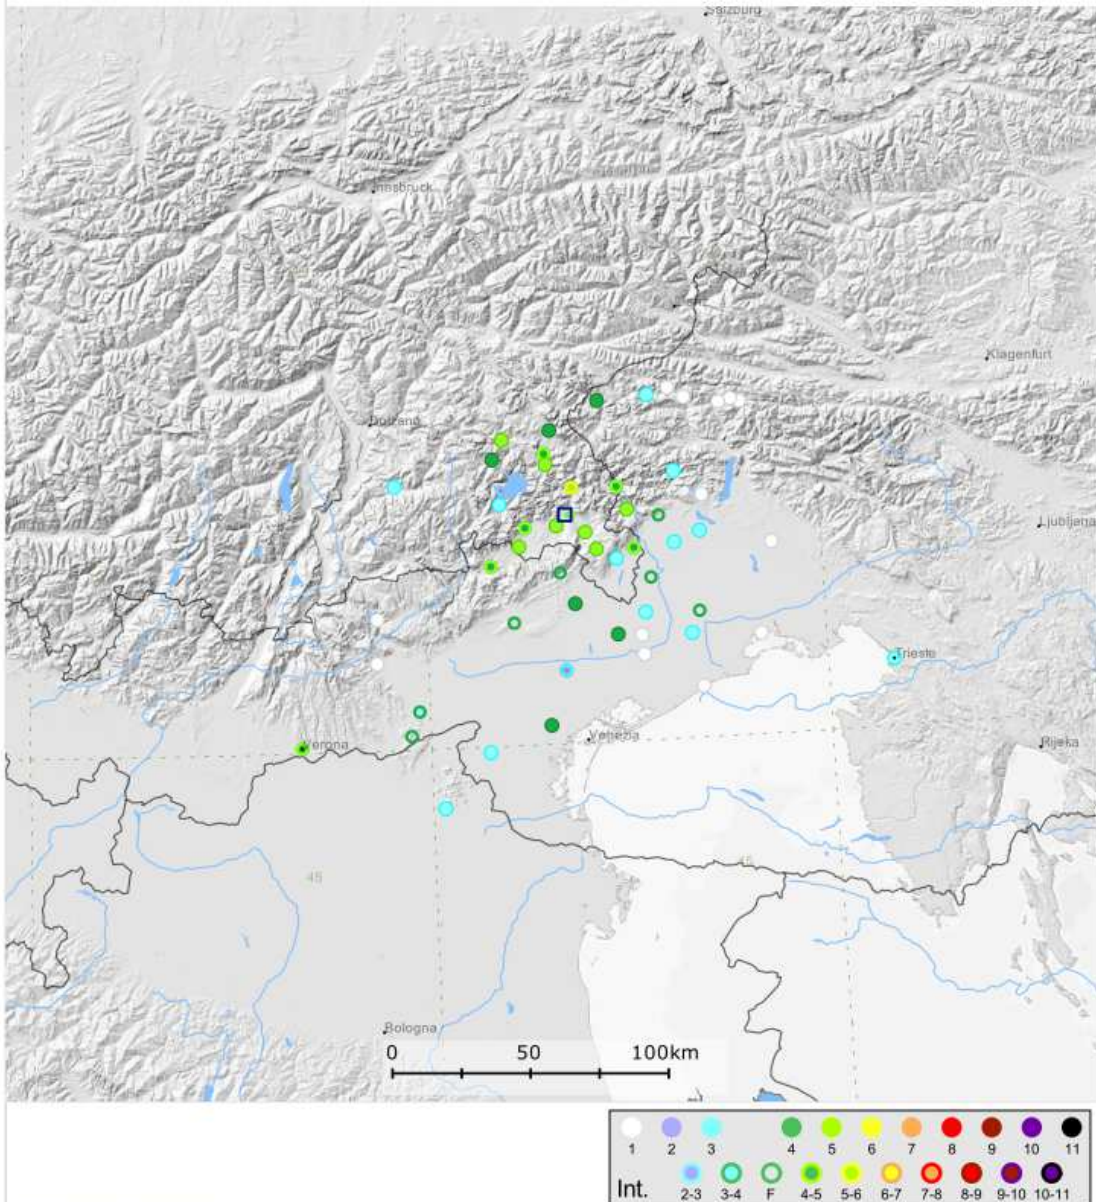 Salzburg
Innsbruck
Klagenfurt
Bolzano
Ljubljana
Trieste
Verona
Venezia
Rijeka
45
45
Bologna
0 50 100km
1 2 3 4 5 6 7 8 9 10 11
Int. 2-3 3-4 F 4-5 5-6 6-7 7-8 8-9 9-10 10-11